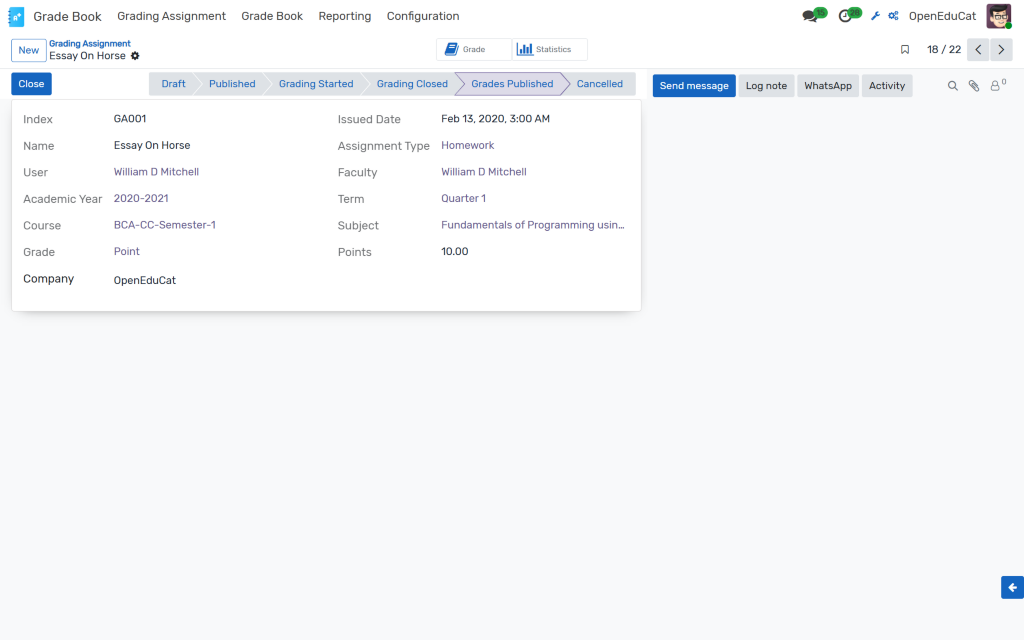 Grade Book Grading Assignment Grade Book Reporting Configuration 15 26 OpenEduCat
New Grading Assignment Essay On Horse Grade Statistics 18 / 22
Close Draft Published Grading Started Grading Closed Grades Published Cancelled Send message Log note WhatsApp Activity 0
Index GA001 Issued Date Feb 13, 2020, 3:00 AM
Name Essay On Horse Assignment Type Homework
User William D Mitchell Faculty William D Mitchell
Academic Year 2020-2021 Term Quarter 1
Course BCA-CC-Semester-1 Subject Fundamentals of Programming usin...
Grade Point Points 10.00
Company OpenEduCat